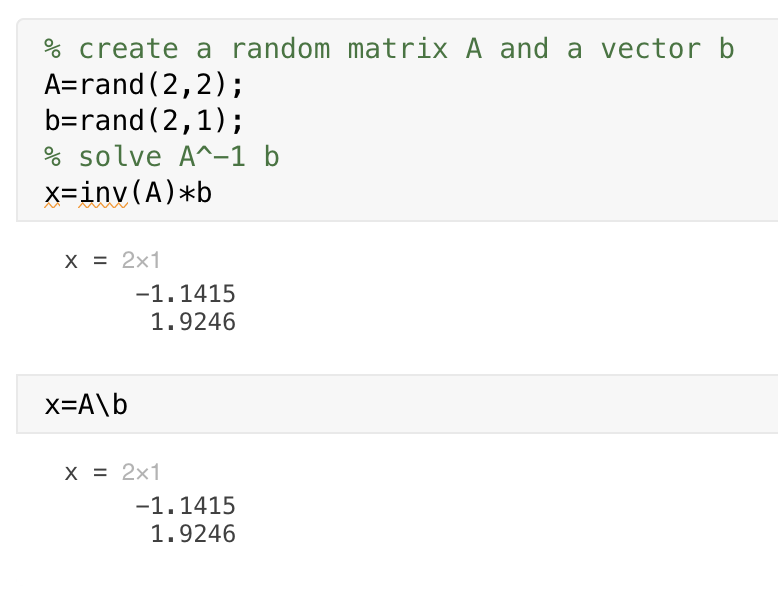 % create a random matrix A and a vector b
A=rand(2,2);
b=rand(2,1);
% solve A^-1 b
x=inv(A)*b
x = 2×1
-1.1415
1.9246
x=A\b
x = 2×1
-1.1415
1.9246